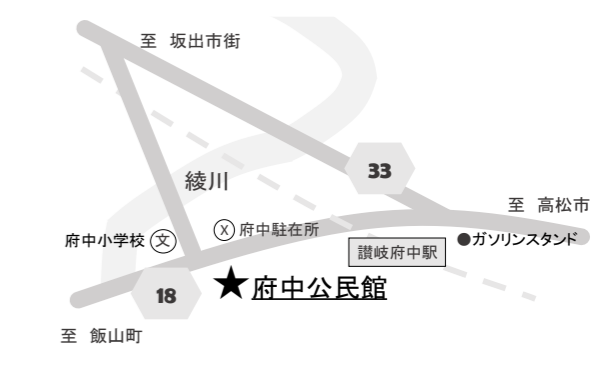 至 坂出市街
33
綾川
至 高松市
府中小学校 文
X 府中駐在所
讃岐府中駅
●ガソリンスタンド
18
★府中公民館
至 飯山町